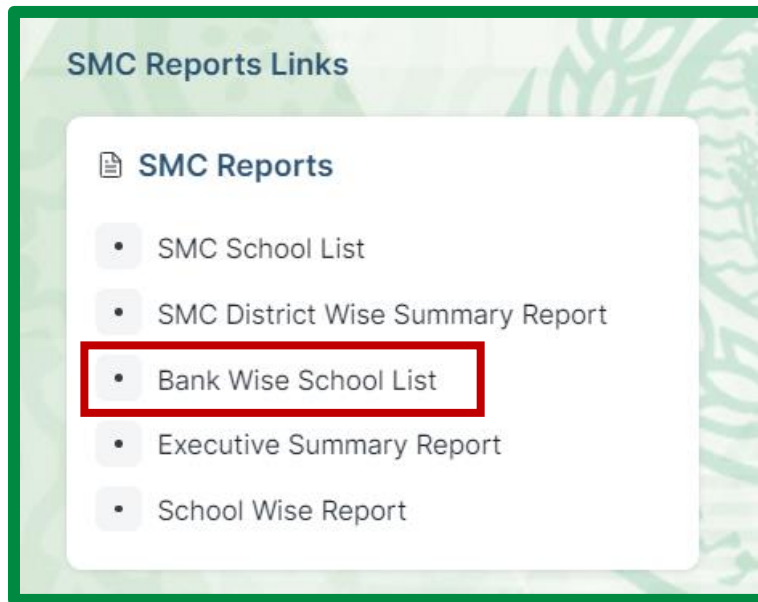 SMC Reports Links
SMC Reports
• SMC School List
• SMC District Wise Summary Report
• Bank Wise School List
• Executive Summary Report
• School Wise Report